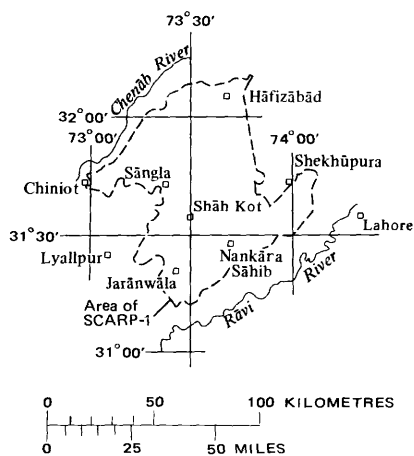 73°30'
Chenāb River
Hāfizābād
32°00'
73°00'
74°00'
Sāngla
Shekhūpura
Chiniot
Shāh Kot
31°30'
Lahore
Lyallpur
Nankāra
Sāhib
Jarānwāla
Rāvi River
Area of
SCARP-1
31°00'
0 50 100 KILOMETRES
0 25 50 MILES